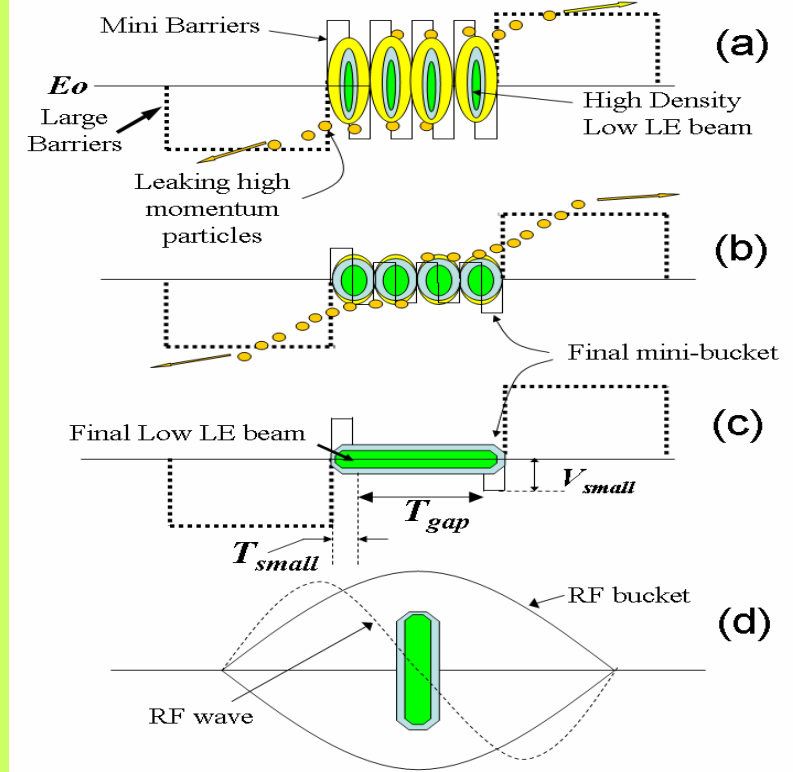 Mini Barriers
(a)
Eo
Large
Barriers
High Density
Low LE beam
Leaking high
momentum
particles
(b)
Final mini-bucket
(c)
Final Low LE beam
V small
T gap
T small
RF bucket
(d)
RF wave